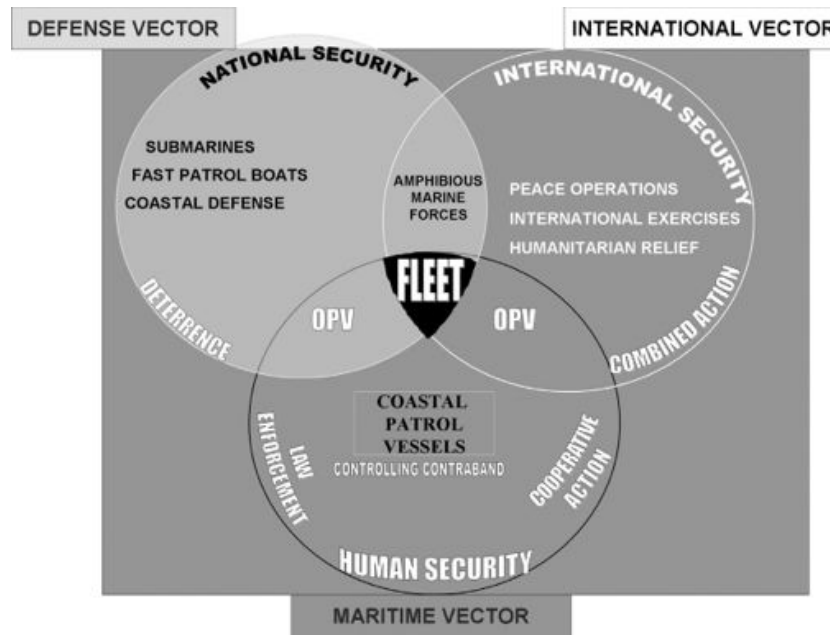 DEFENSE VECTOR
INTERNATIONAL VECTOR
NATIONAL SECURITY
INTERNATIONAL SECURITY
SUBMARINES
FAST PATROL BOATS
COASTAL DEFENSE
AMPHIBIOUS
MARINE
FORCES
PEACE OPERATIONS
INTERNATIONAL EXERCISES
HUMANITARIAN RELIEF
DETERRENCE
OPV
FLEET
OPV
COMBINED ACTION
COASTAL
PATROL
VESSELS
CONTROLLING CONTRABAND
LAW
ENFORCEMENT
COOPERATIVE
ACTION
HUMAN SECURITY
MARITIME VECTOR